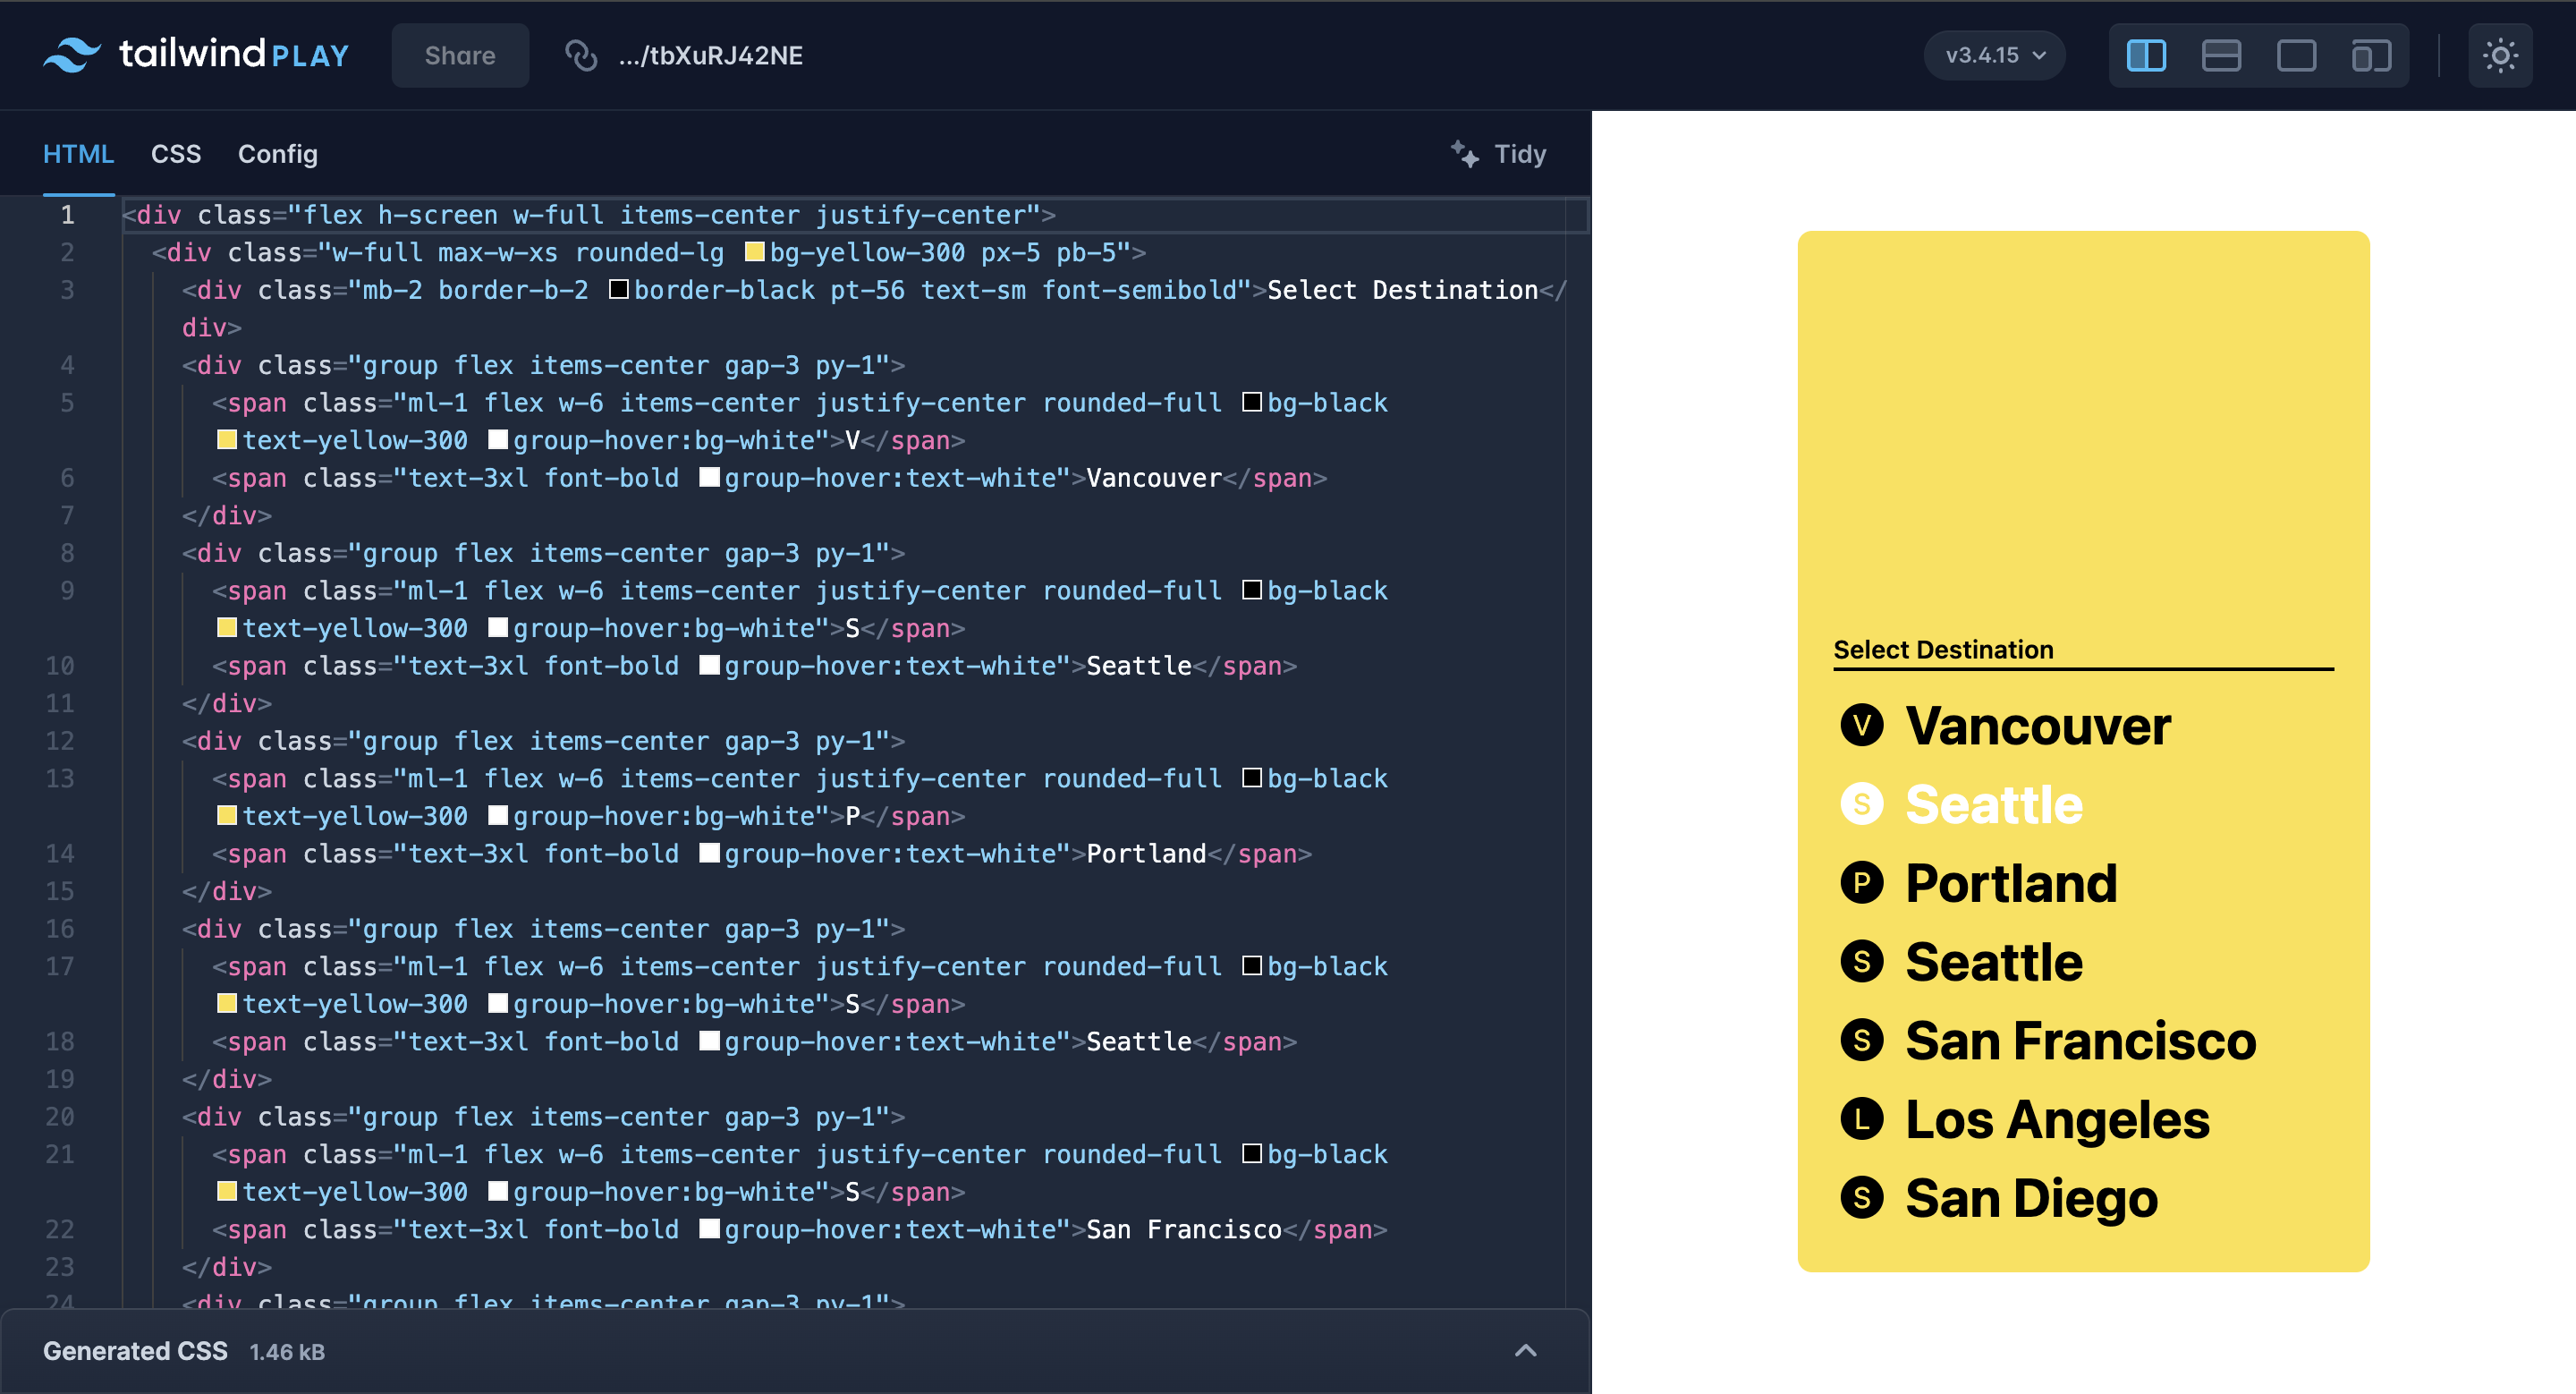 tailwind PLAY
Share
.../tbXuRJ42NE
v3.4.15
HTML CSS Config
Tidy
1 <div class="flex h-screen w-full items-center justify-center">
2 <div class="w-full max-w-xs rounded-lg bg-yellow-300 px-5 pb-5">
3 <div class="mb-2 border-b-2 border-black pt-56 text-sm font-semibold">Select Destination</
div>
4 <div class="group flex items-center gap-3 py-1">
5 <span class="ml-1 flex w-6 items-center justify-center rounded-full bg-black
text-yellow-300 group-hover:bg-white">V</span>
6 <span class="text-3xl font-bold group-hover:text-white">Vancouver</span>
7 </div>
8 <div class="group flex items-center gap-3 py-1">
9 <span class="ml-1 flex w-6 items-center justify-center rounded-full bg-black
text-yellow-300 group-hover:bg-white">S</span>
10 <span class="text-3xl font-bold group-hover:text-white">Seattle</span>
11 </div>
12 <div class="group flex items-center gap-3 py-1">
13 <span class="ml-1 flex w-6 items-center justify-center rounded-full bg-black
text-yellow-300 group-hover:bg-white">P</span>
14 <span class="text-3xl font-bold group-hover:text-white">Portland</span>
15 </div>
16 <div class="group flex items-center gap-3 py-1">
17 <span class="ml-1 flex w-6 items-center justify-center rounded-full bg-black
text-yellow-300 group-hover:bg-white">S</span>
18 <span class="text-3xl font-bold group-hover:text-white">Seattle</span>
19 </div>
20 <div class="group flex items-center gap-3 py-1">
21 <span class="ml-1 flex w-6 items-center justify-center rounded-full bg-black
text-yellow-300 group-hover:bg-white">S</span>
22 <span class="text-3xl font-bold group-hover:text-white">San Francisco</span>
23 </div>
24 <div class="group flex items-center gap-3 py-1">
Generated CSS 1.46 kB
Select Destination
V Vancouver
S Seattle
P Portland
S Seattle
S San Francisco
L Los Angeles
S San Diego